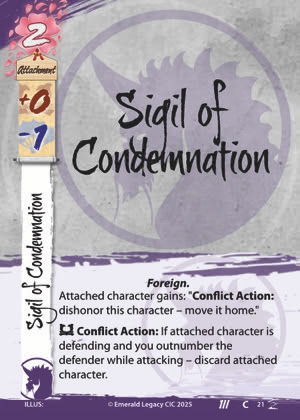 2
Attachment
+0
-1
Sigil of
Condemnation
Sigil of Condemnation
Foreign.
Attached character gains: "Conflict Action:
dishonor this character – move it home."
Conflict Action: If attached character is
defending and you outnumber the
defender while attacking – discard attached
character.
ILLUS:
© Emerald Legacy CIC 2025
C
21